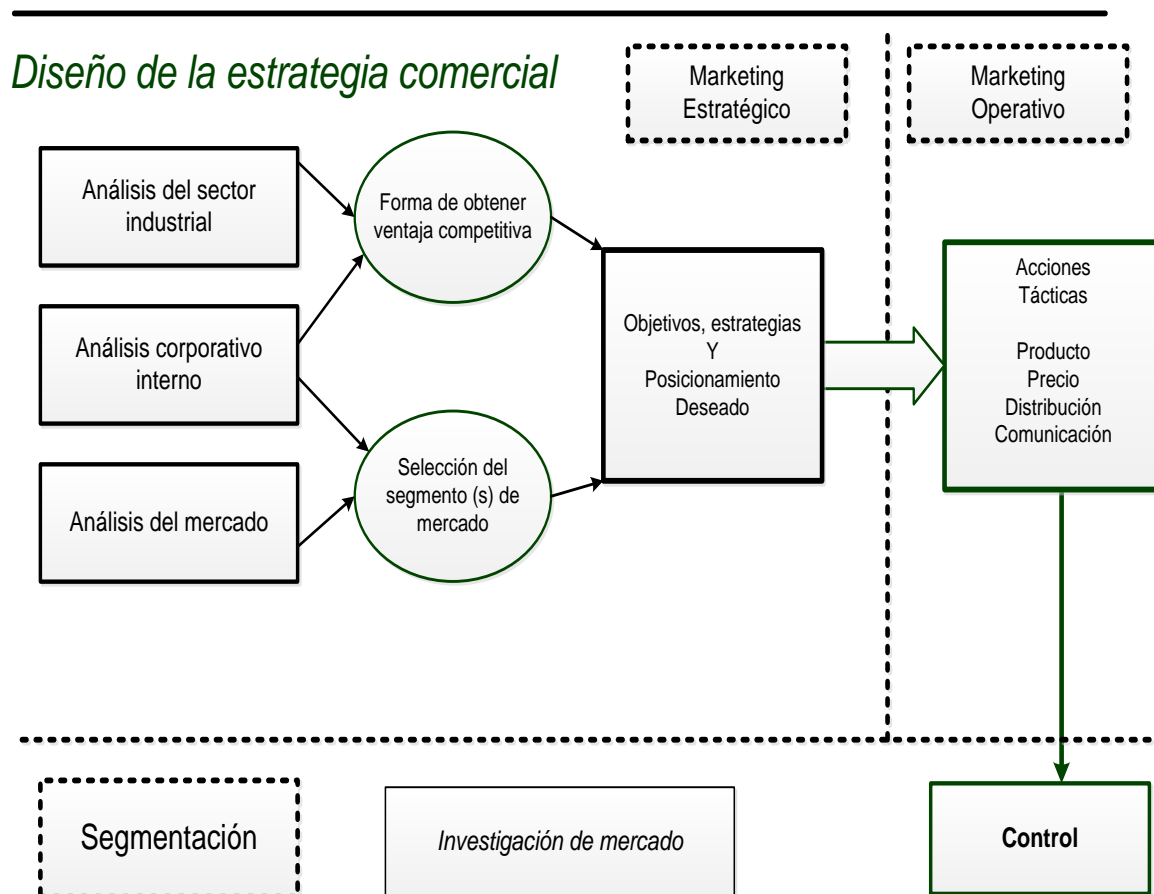 Diseño de la estrategia comercial
Marketing
Estratégico
Marketing
Operativo
Análisis del sector
industrial
Forma de obtener
ventaja competitiva
Análisis corporativo
interno
Objetivos, estrategias
Y
Posicionamiento
Deseado
Acciones
Tácticas
Producto
Precio
Distribución
Comunicación
Análisis del mercado
Selección del
segmento (s) de
mercado
Segmentación
Investigación de mercado
Control